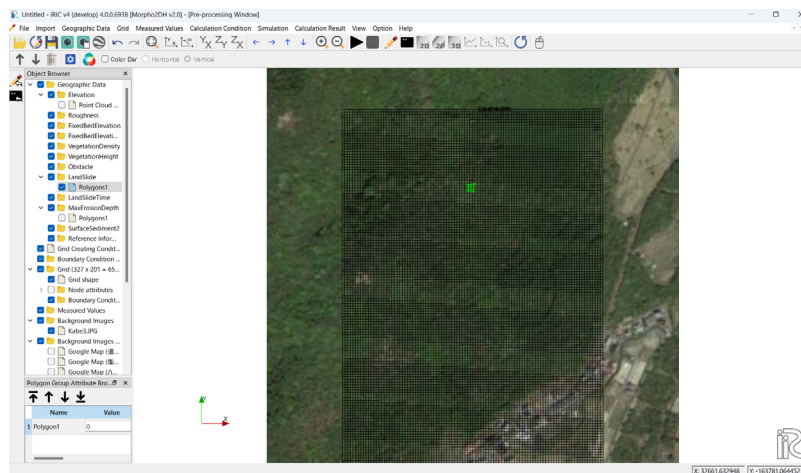 Untitled - iRIC v4 (develop) 4.0.0.6938 [Morpho2DH v2.0] - [Pre-processing Window]
File Import Geographic Data Grid Measured Values Calculation Condition Simulation Calculation Result View Option Help
Color Bar Horizontal Vertical
Object Browser
Geographic Data
Elevation
Point Cloud ...
Roughness
FixedBedElevation
FixedBedElevati...
VegetationDensity
VegetationHeight
Obstacle
LandSlide
Polygons1
LandSlideTime
MaxErosionDepth
Polygons1
SurfaceSediment2
Reference Infor...
Grid Creating Condit...
Boundary Condition ...
Grid (327 x 201 = 65...
Grid shape
Node attributes
Boundary Condit...
Measured Values
Background Images
Kabe3.JPG
Background Images ...
Google Map (道...
Google Map (衛...
Google Map (ハ...
Polygon Group Attribute Bro...
Name Value
1 Polygon1 0
Upstream
Y
X
X: 32661.632948 Y: -163781.064452